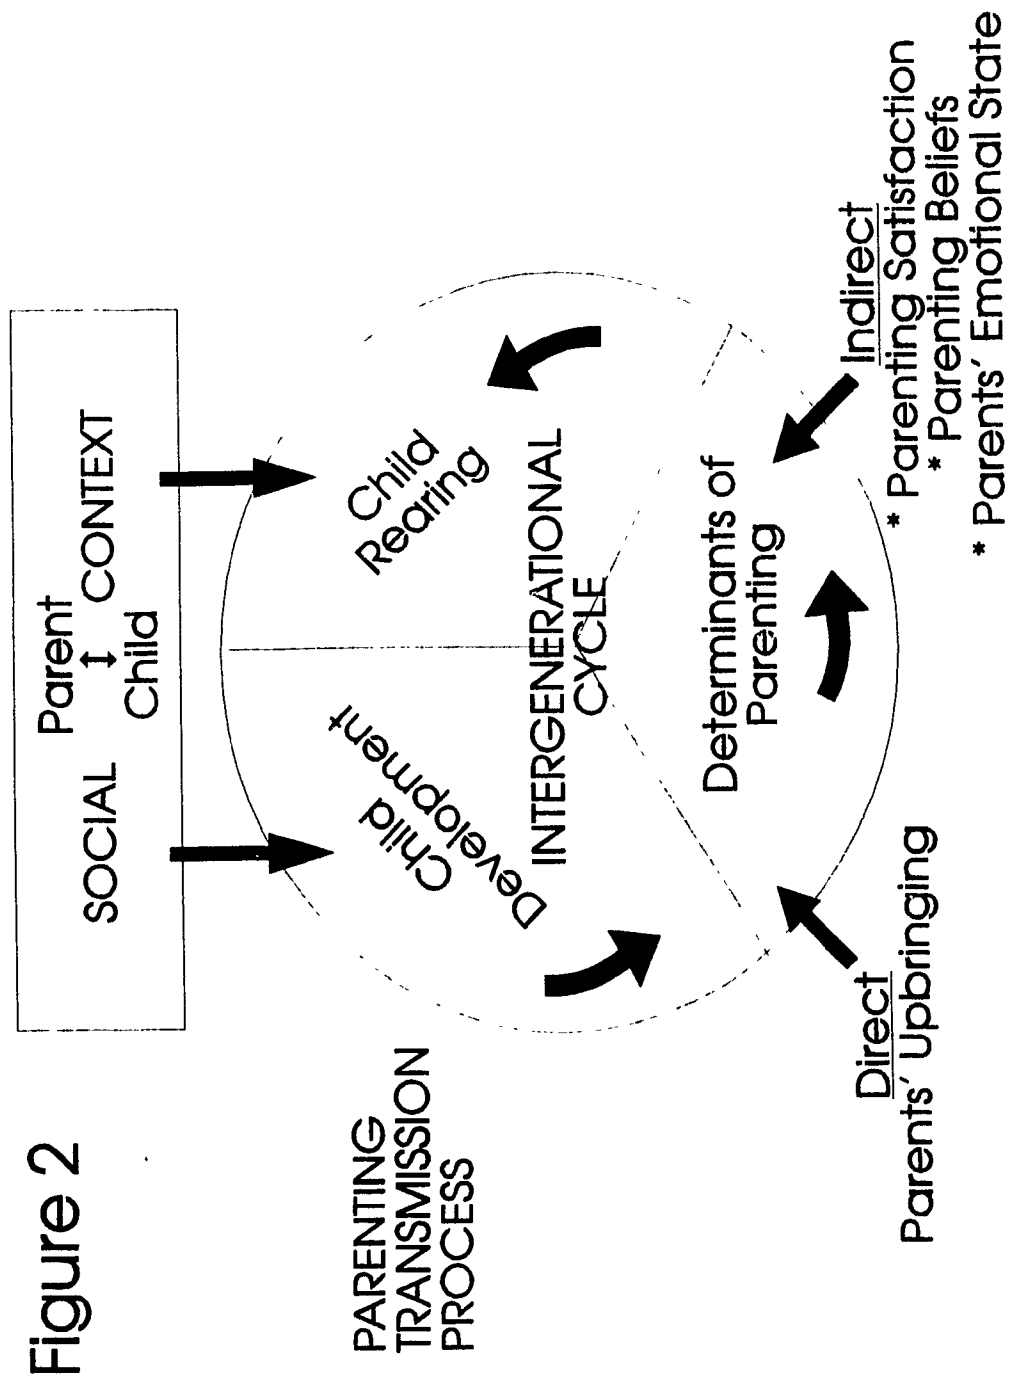 Figure 2
SOCIAL Parent CONTEXT
↔
Child
PARENTING
TRANSMISSION
PROCESS
Child
Development
Child
Rearing
INTERGENERATIONAL
CYCLE
Determinants of
Parenting
Direct
Parents' Upbringing
Indirect
* Parenting Satisfaction
* Parenting Beliefs
* Parents' Emotional State